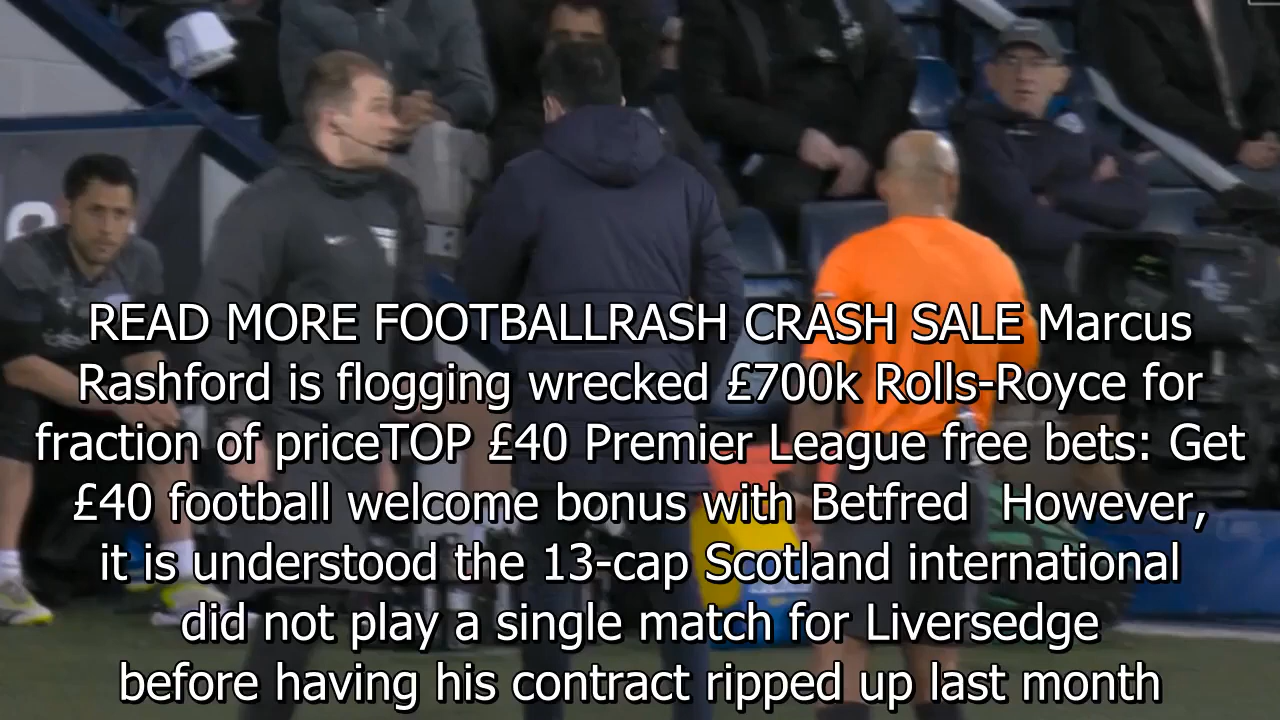 READ MORE FOOTBALLRASH CRASH SALE Marcus
Rashford is flogging wrecked £700k Rolls-Royce for
fraction of priceTOP £40 Premier League free bets: Get
£40 football welcome bonus with Betfred  However,
it is understood the 13-cap Scotland international
did not play a single match for Liversedge
before having his contract ripped up last month